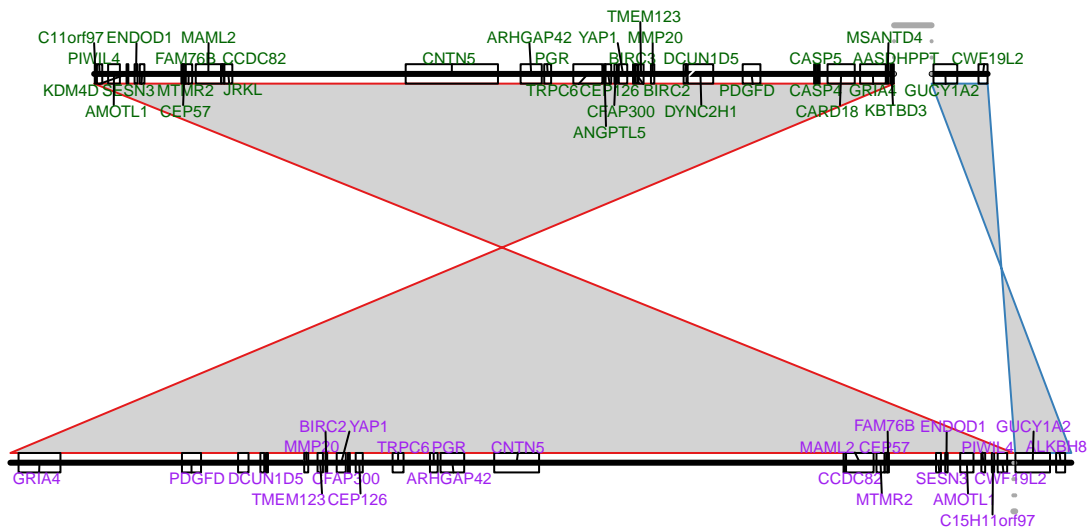 TMEM123
C11orf97 ENDOD1 MAML2 ARHGAP42 YAP1 MMP20 MSANTD4
PIWIL4 FAM76B CCDC82 CNTN5 PGR BIRC3 DCUN1D5 CASP5 AASDHPPT CWF19L2
KDM4D SESN3 MTMR2 JRKL TRPC6 CEP126 BIRC2 PDGFD CASP4 GRIA4 GUCY1A2
AMOTL1 CEP57 CFAP300 DYNC2H1 CARD18 KBTBD3
ANGPTL5
BIRC2 YAP1 FAM76B ENDOD1 GUCY1A2
MMP20 TRPC6 PGR CNTN5 MAML2 CEP57 PIWIL4 ALKBH8
GRIA4 PDGFD DCUN1D5 CFAP300 ARHGAP42 CCDC82 SESN3 CWF19L2
TMEM123 CEP126 MTMR2 AMOTL1
C15H11orf97